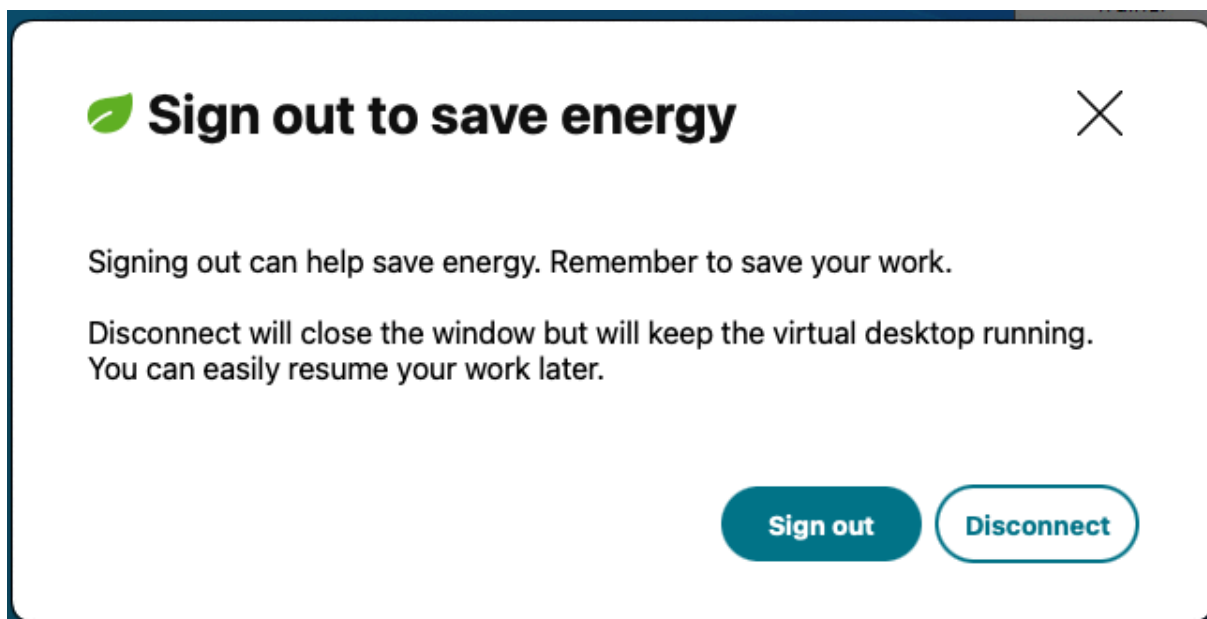 Sign out to save energy
Signing out can help save energy. Remember to save your work.
Disconnect will close the window but will keep the virtual desktop running.
You can easily resume your work later.
Sign out
Disconnect